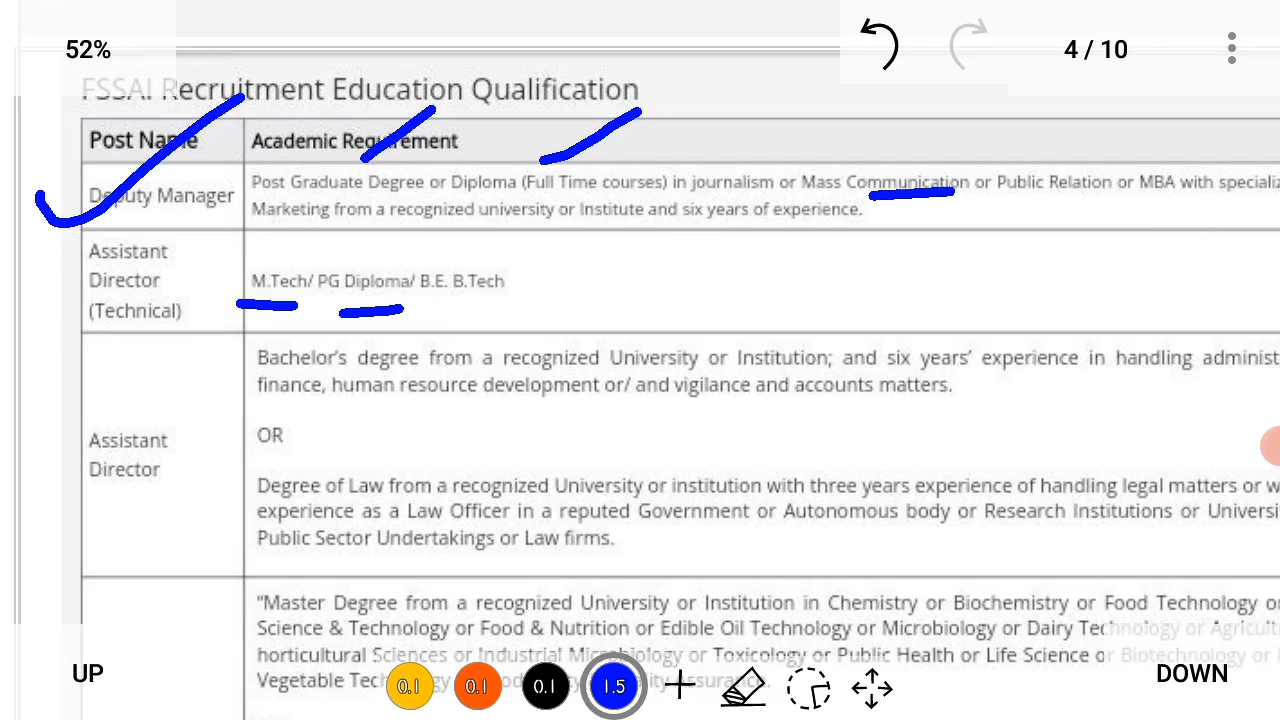 52%
4 / 10
FSSAI Recruitment Education Qualification
Post Name
Academic Requirement
Deputy Manager
Post Graduate Degree or Diploma (Full Time courses) in journalism or Mass Communication or Public Relation or MBA with specializ
Marketing from a recognized university or Institute and six years of experience.
Assistant
Director
(Technical)
M.Tech/ PG Diploma/ B.E. B.Tech
Assistant
Director
Bachelor's degree from a recognized University or Institution; and six years' experience in handling administ
finance, human resource development or/ and vigilance and accounts matters.
OR
Degree of Law from a recognized University or institution with three years experience of handling legal matters or w
experience as a Law Officer in a reputed Government or Autonomous body or Research Institutions or Universi
Public Sector Undertakings or Law firms.
"Master Degree from a recognized University or Institution in Chemistry or Biochemistry or Food Technology or
Science & Technology or Food & Nutrition or Edible Oil Technology or Microbiology or Dairy Technology or Agricult
horticultural Sciences or Industrial Microbiology or Toxicology or Public Health or Life Science or Biotechnology or
Vegetable
UP
0.1
0.1
0.1
1.5
DOWN